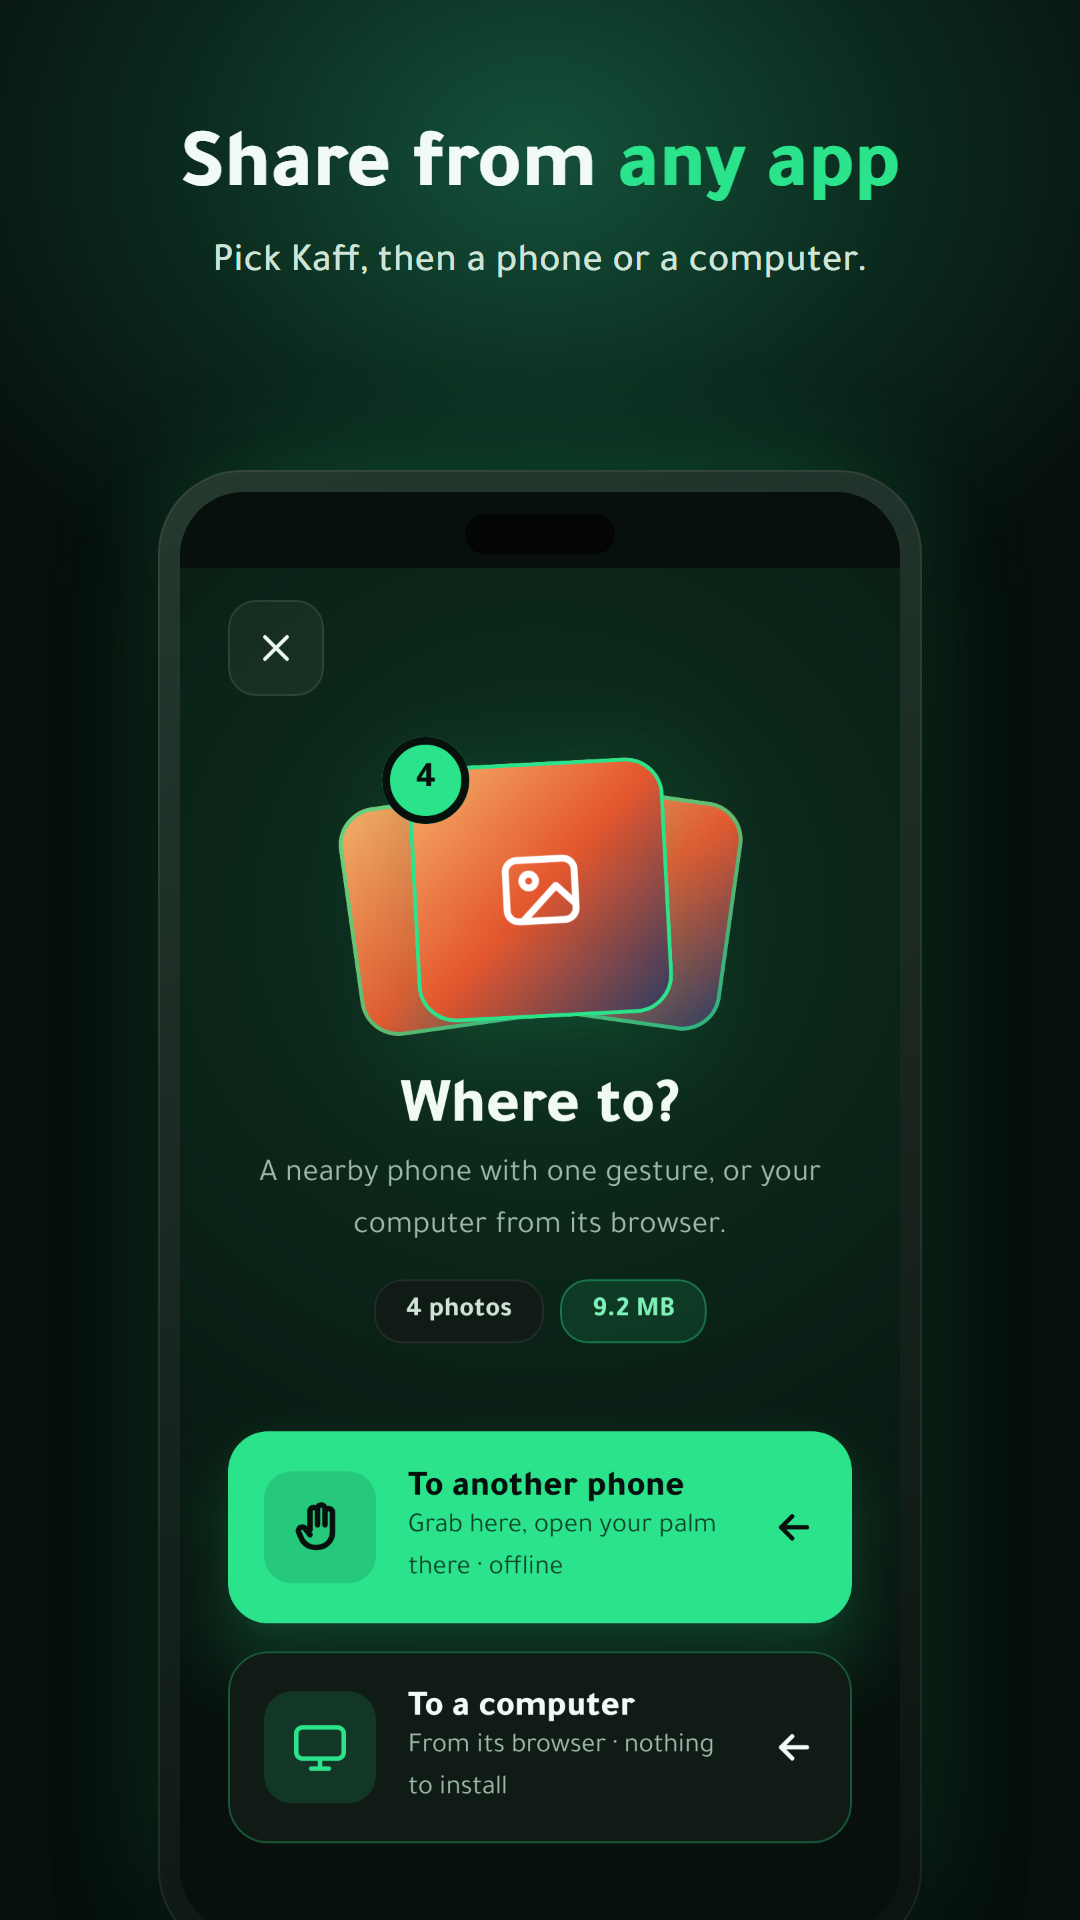 Share from any app
Pick Kaff, then a phone or a computer.
4
Where to?
A nearby phone with one gesture, or your
computer from its browser.
4 photos
9.2 MB
To another phone
Grab here, open your palm
there · offline
To a computer
From its browser · nothing
to install